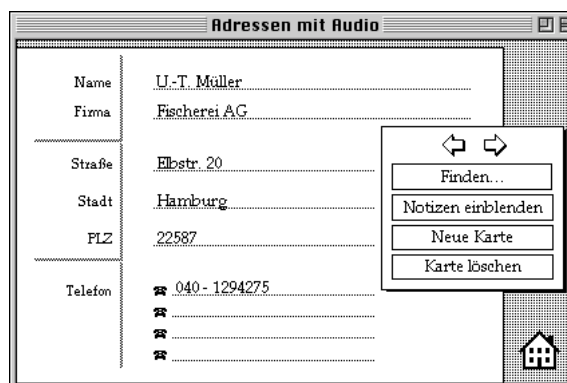 Adressen mit Audio
Name U.-T. Müller
Firma Fischerei AG
Straße Elbstr. 20
Stadt Hamburg
PLZ 22587
Telefon 040 - 1294275
Finden...
Notizen einblenden
Neue Karte
Karte löschen